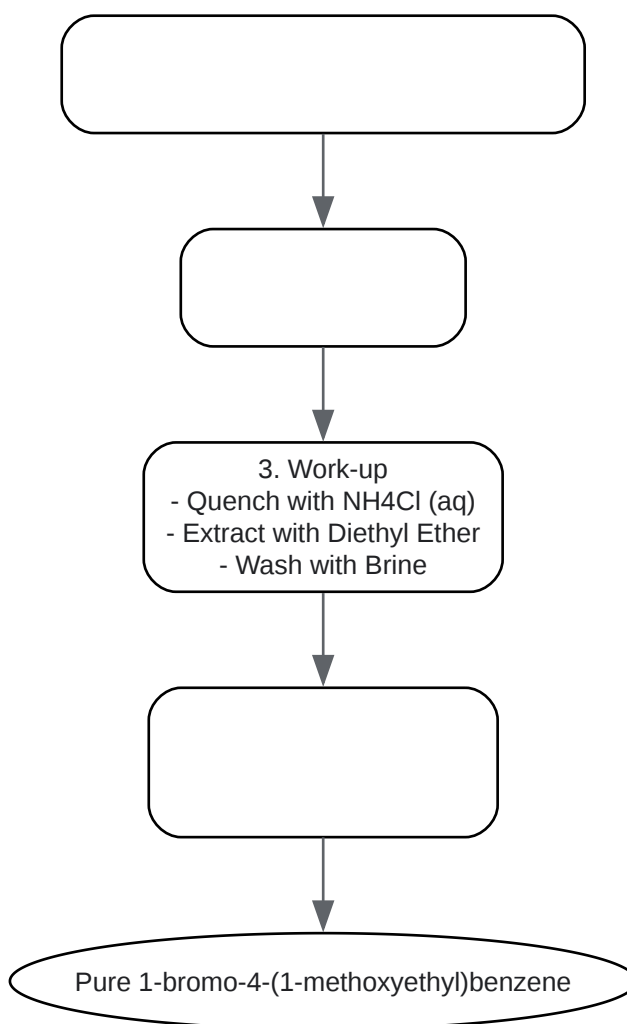 3. Work-up
- Quench with NH4Cl (aq)
- Extract with Diethyl Ether
- Wash with Brine
Pure 1-bromo-4-(1-methoxyethyl)benzene